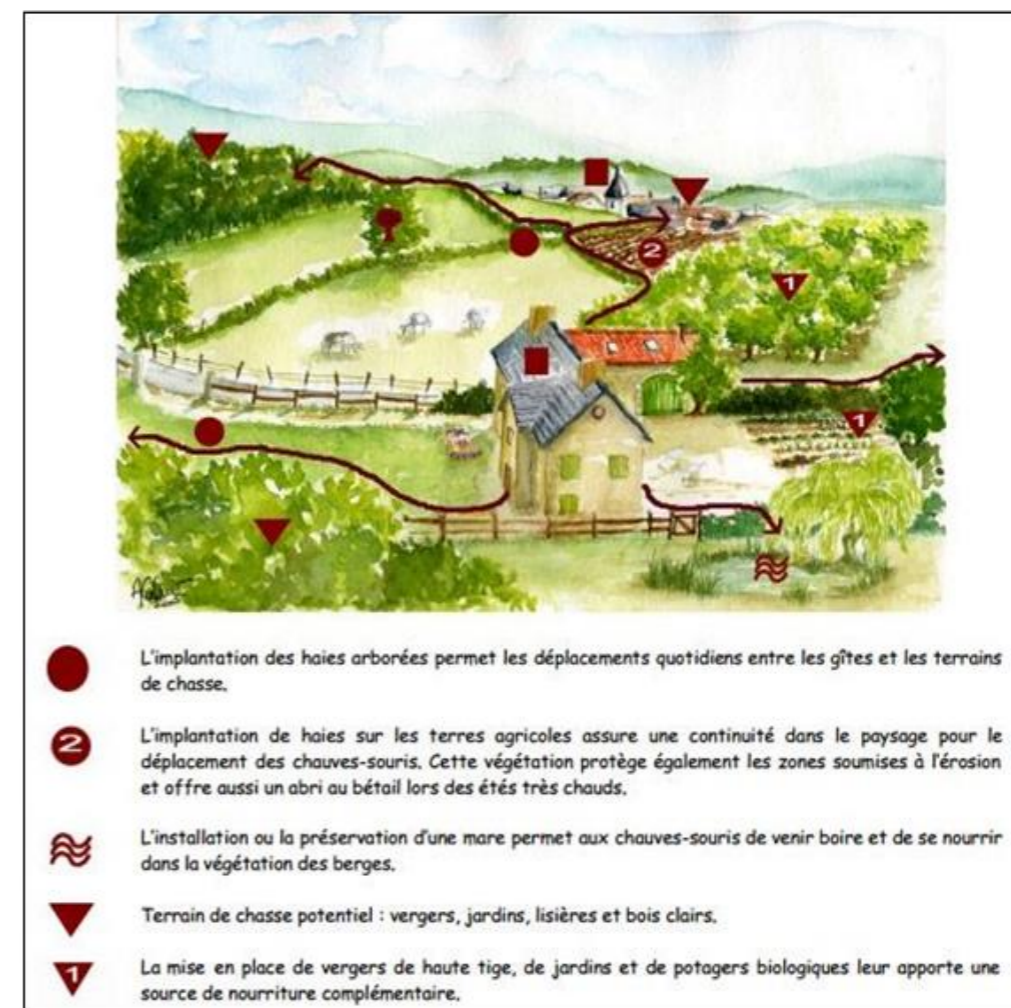 2
1
1
L'implantation des haies arborées permet les déplacements quotidiens entre les gîtes et les terrains
de chasse.
2
L'implantation de haies sur les terres agricoles assure une continuité dans le paysage pour le
déplacement des chauves-souris. Cette végétation protège également les zones soumises à l'érosion
et offre aussi un abri au bétail lors des étés très chauds.
L'installation ou la préservation d'une mare permet aux chauves-souris de venir boire et de se nourrir
dans la végétation des berges.
Terrain de chasse potentiel : vergers, jardins, lisières et bois clairs.
1
La mise en place de vergers de haute tige, de jardins et de potagers biologiques leur apporte une
source de nourriture complémentaire.